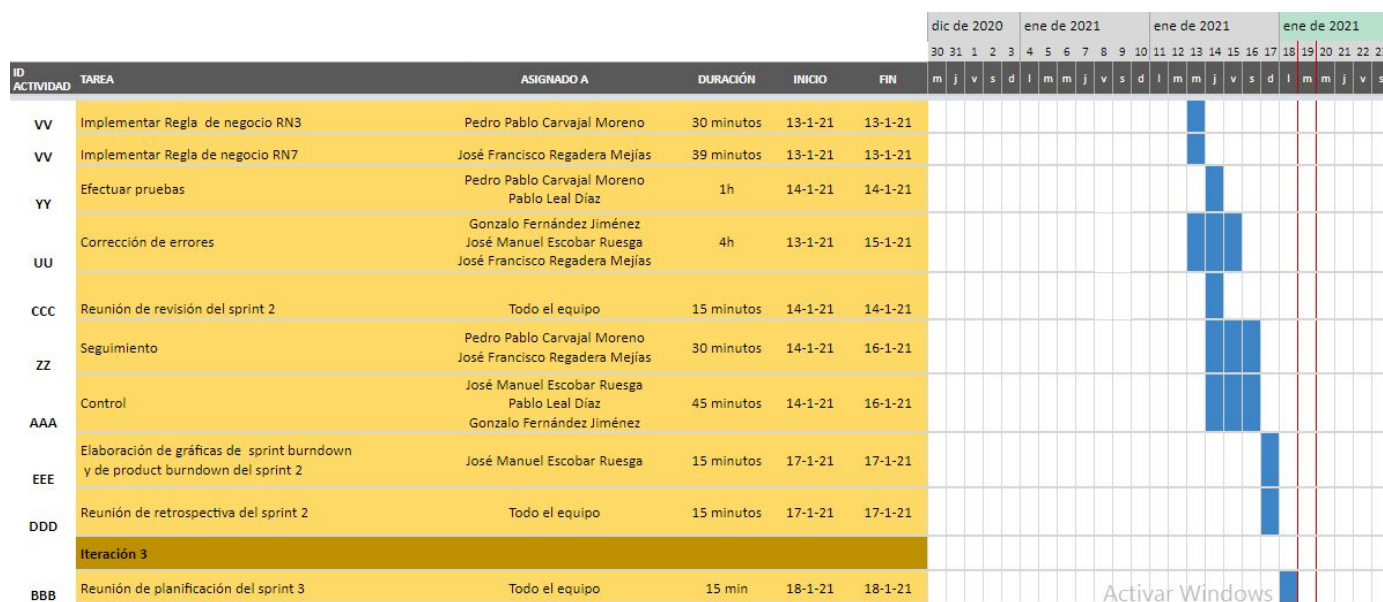 dic de 2020 ene de 2021 ene de 2021 ene de 2021
30 31 1 2 3 4 5 6 7 8 9 10 11 12 13 14 15 16 17 18 19 20 21 22
ID ACTIVIDAD TAREA ASIGNADO A DURACIÓN INICIO FIN m j v s d l m m j v s d l m m j v s d l m m j v s
VV Implementar Regla de negocio RN3 Pedro Pablo Carvajal Moreno 30 minutos 13-1-21 13-1-21
VV Implementar Regla de negocio RN7 José Francisco Regadera Mejías 39 minutos 13-1-21 13-1-21
Pedro Pablo Carvajal Moreno
YY Efectuar pruebas 1h 14-1-21 14-1-21
Pablo Leal Díaz
Gonzalo Fernández Jiménez
UU Corrección de errores José Manuel Escobar Ruesga 4h 13-1-21 15-1-21
José Francisco Regadera Mejías
CCC Reunión de revisión del sprint 2 Todo el equipo 15 minutos 14-1-21 14-1-21
Pedro Pablo Carvajal Moreno
ZZ Seguimiento 30 minutos 14-1-21 16-1-21
José Francisco Regadera Mejías
José Manuel Escobar Ruesga
AAA Control Pablo Leal Díaz 45 minutos 14-1-21 16-1-21
Gonzalo Fernández Jiménez
Elaboración de gráficas de sprint burndown
EEE y de product burndown del sprint 2 José Manuel Escobar Ruesga 15 minutos 17-1-21 17-1-21
DDD Reunión de retrospectiva del sprint 2 Todo el equipo 15 minutos 17-1-21 17-1-21
Iteración 3
BBB Reunión de planificación del sprint 3 Todo el equipo 15 min 18-1-21 18-1-21
Activar Windows